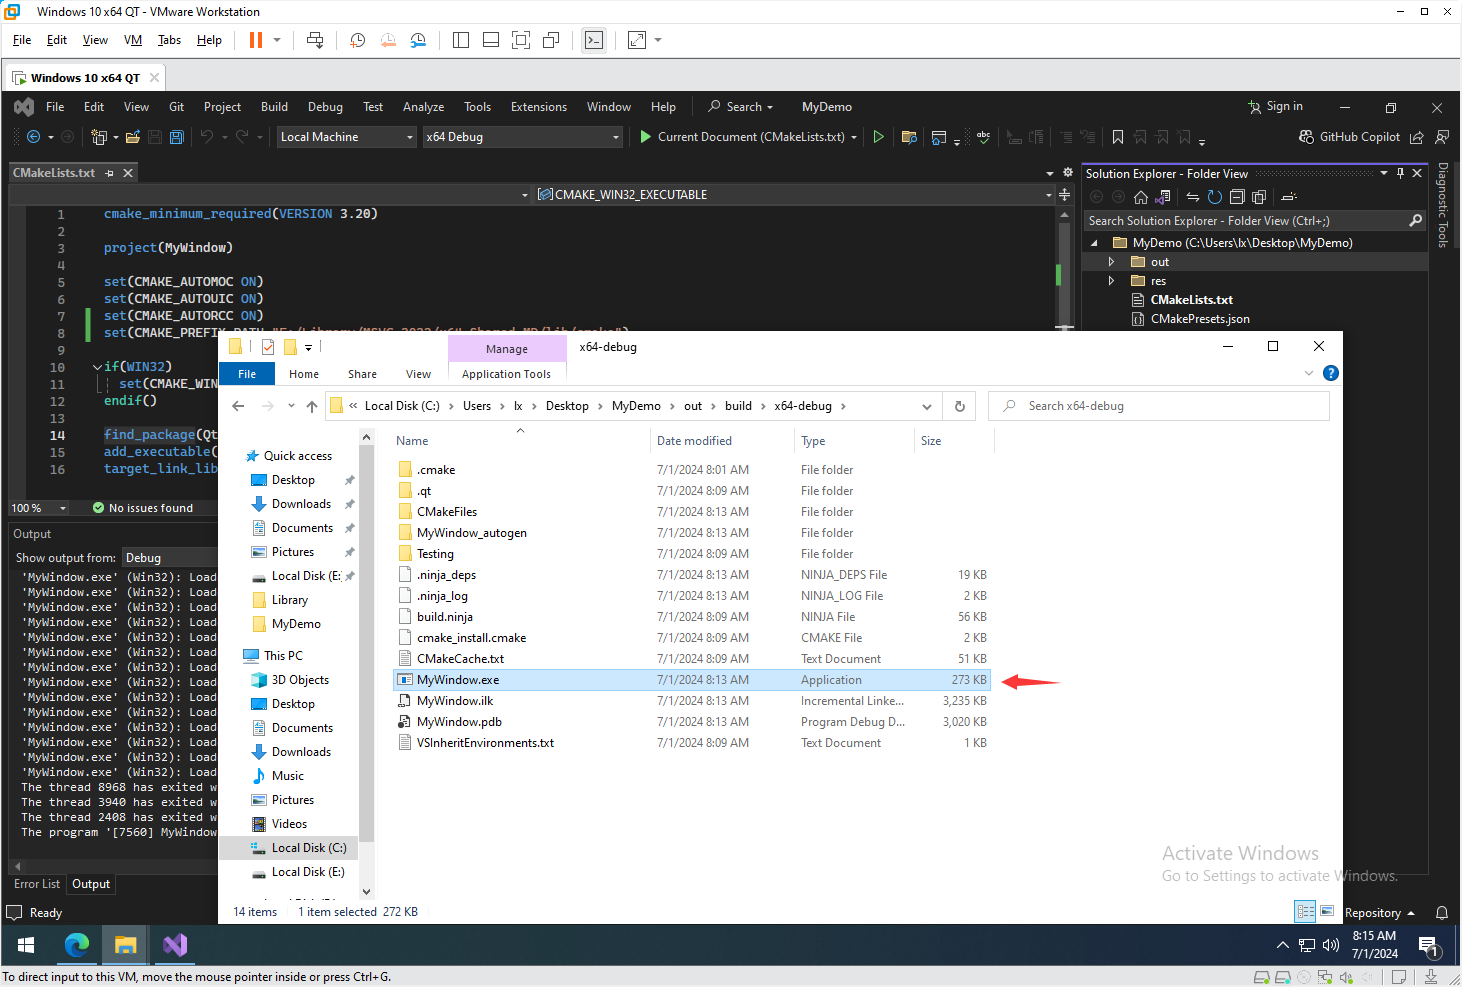 Windows 10 x64 QT - VMware Workstation
File Edit View VM Tabs Help
Windows 10 x64 QT
File Edit View Git Project Build Debug Test Analyze Tools Extensions Window Help Search MyDemo Sign in
Local Machine x64 Debug Current Document (CMakeLists.txt) abc GitHub Copilot
CMakeLists.txt
CMAKE_WIN32_EXECUTABLE
1 cmake_minimum_required(VERSION 3.20)
2
3 project(MyWindow)
4
5 set(CMAKE_AUTOMOC ON)
6 set(CMAKE_AUTOUIC ON)
7 set(CMAKE_AUTORCC ON)
8 set(CMAKE_PREFIX_PATH
9
10 if(WIN32)
11 set(CMAKE_WIN
12 endif()
13
14 find_package(Qt
15 add_executable(
16 target_link_lib
100 % No issues found
Solution Explorer - Folder View
Search Solution Explorer - Folder View (Ctrl+;)
MyDemo (C:\Users\lx\Desktop\MyDemo)
out
res
CMakeLists.txt
CMakePresets.json
Diagnostic Tools
Output
Show output from: Debug
'MyWindow.exe' (Win32): Load
'MyWindow.exe' (Win32): Load
'MyWindow.exe' (Win32): Load
'MyWindow.exe' (Win32): Load
'MyWindow.exe' (Win32): Load
'MyWindow.exe' (Win32): Load
'MyWindow.exe' (Win32): Load
'MyWindow.exe' (Win32): Load
'MyWindow.exe' (Win32): Load
'MyWindow.exe' (Win32): Load
'MyWindow.exe' (Win32): Load
'MyWindow.exe' (Win32): Load
'MyWindow.exe' (Win32): Load
'MyWindow.exe' (Win32): Load
The thread 8968 has exited w
The thread 3940 has exited w
The thread 2408 has exited w
The program '[7560] MyWindow
Error List Output
Ready
Manage x64-debug
File Home Share View Application Tools
« Local Disk (C:) › Users › lx › Desktop › MyDemo › out › build › x64-debug ›
Search x64-debug
Quick access
Desktop
Downloads
Documents
Pictures
Local Disk (E:
Library
MyDemo
This PC
3D Objects
Desktop
Documents
Downloads
Music
Pictures
Videos
Local Disk (C:)
Local Disk (E:)
Name Date modified Type Size
.cmake 7/1/2024 8:01 AM File folder
.qt 7/1/2024 8:09 AM File folder
CMakeFiles 7/1/2024 8:13 AM File folder
MyWindow_autogen 7/1/2024 8:13 AM File folder
Testing 7/1/2024 8:09 AM File folder
.ninja_deps 7/1/2024 8:13 AM NINJA_DEPS File 19 KB
.ninja_log 7/1/2024 8:13 AM NINJA_LOG File 2 KB
build.ninja 7/1/2024 8:09 AM NINJA File 56 KB
cmake_install.cmake 7/1/2024 8:09 AM CMAKE File 2 KB
CMakeCache.txt 7/1/2024 8:09 AM Text Document 51 KB
MyWindow.exe 7/1/2024 8:13 AM Application 273 KB
MyWindow.ilk 7/1/2024 8:13 AM Incremental Linke... 3,235 KB
MyWindow.pdb 7/1/2024 8:13 AM Program Debug D... 3,020 KB
VSInheritEnvironments.txt 7/1/2024 8:09 AM Text Document 1 KB
14 items 1 item selected 272 KB
Activate Windows
Go to Settings to activate Windows.
Repository
8:15 AM
7/1/2024
1
To direct input to this VM, move the mouse pointer inside or press Ctrl+G.